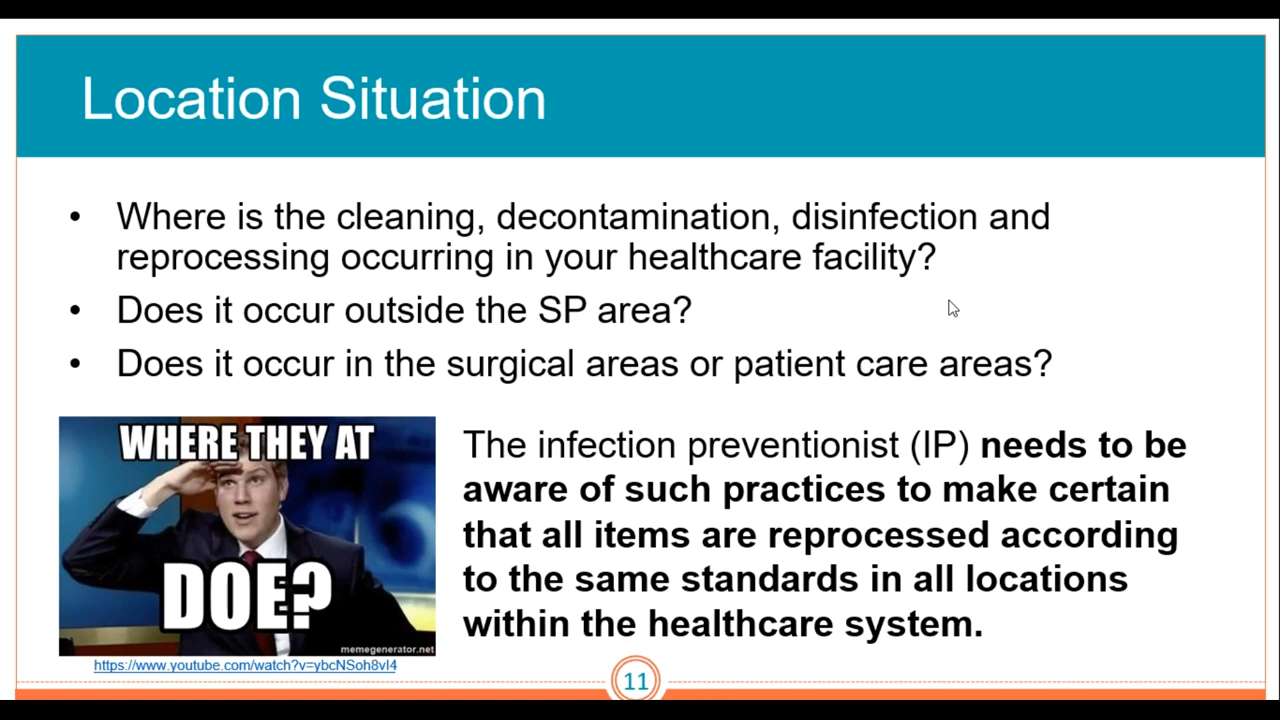 Location Situation
• Where is the cleaning, decontamination, disinfection and
reprocessing occurring in your healthcare facility?
• Does it occur outside the SP area?
• Does it occur in the surgical areas or patient care areas?
WHERE THEY AT
DOE?
memegenerator.net
https://www.youtube.com/watch?v=ybcNSoh8vI4
The infection preventionist (IP) needs to be
aware of such practices to make certain
that all items are reprocessed according
to the same standards in all locations
within the healthcare system.
11